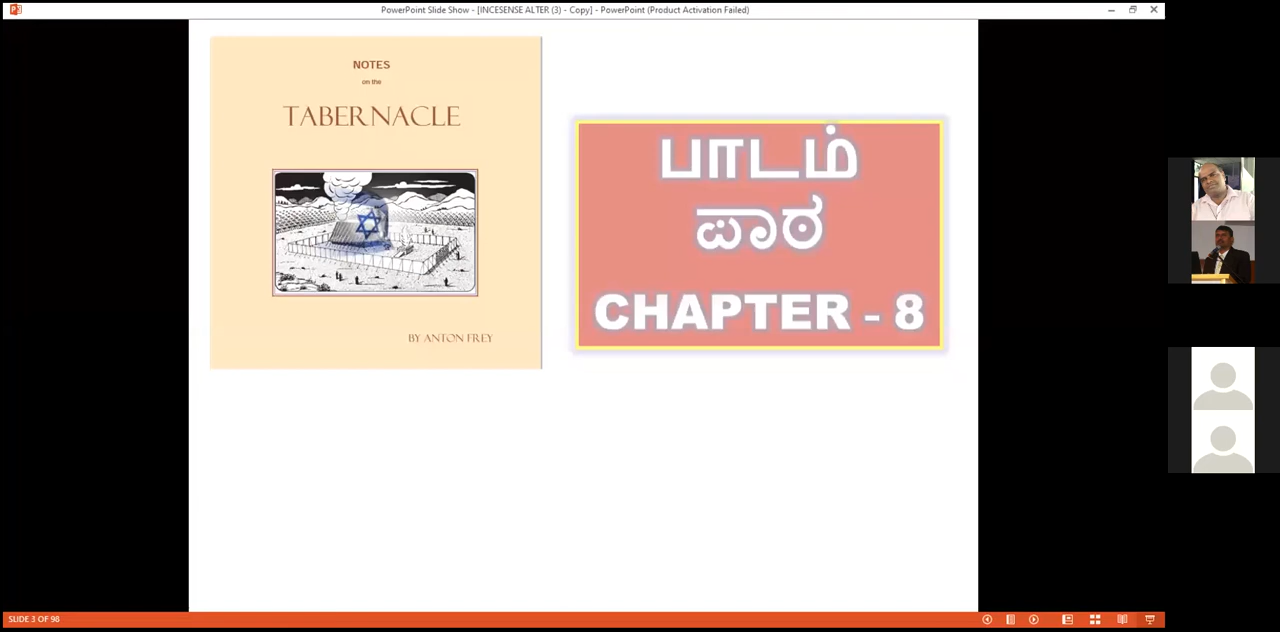 PowerPoint Slide Show - [INCESENSE ALTER (3) - Copy] - PowerPoint (Product Activation Failed)
NOTES
on the
TABERNACLE
BY ANTON FREY
பாடம்
ಪಾಠ
CHAPTER - 8
SLIDE 3 OF 98